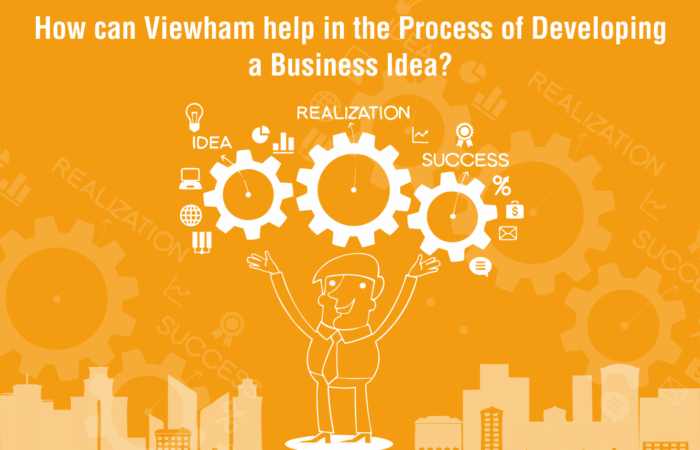 How can Viewham help in the Process of Developing
a Business Idea?
REALIZATION
IDEA
SUCCESS
%
$
REALIZATION
REALIZATION
SUCCESS
SUCCESS
%